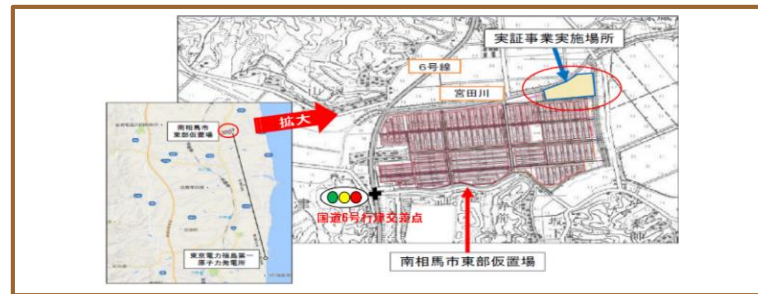 実証事業実施場所
6号線
宮田川
拡大
南相馬市
東部仮置場
国道6号行津交差点
東京電力福島第一
原子力発電所
南相馬市東部仮置場